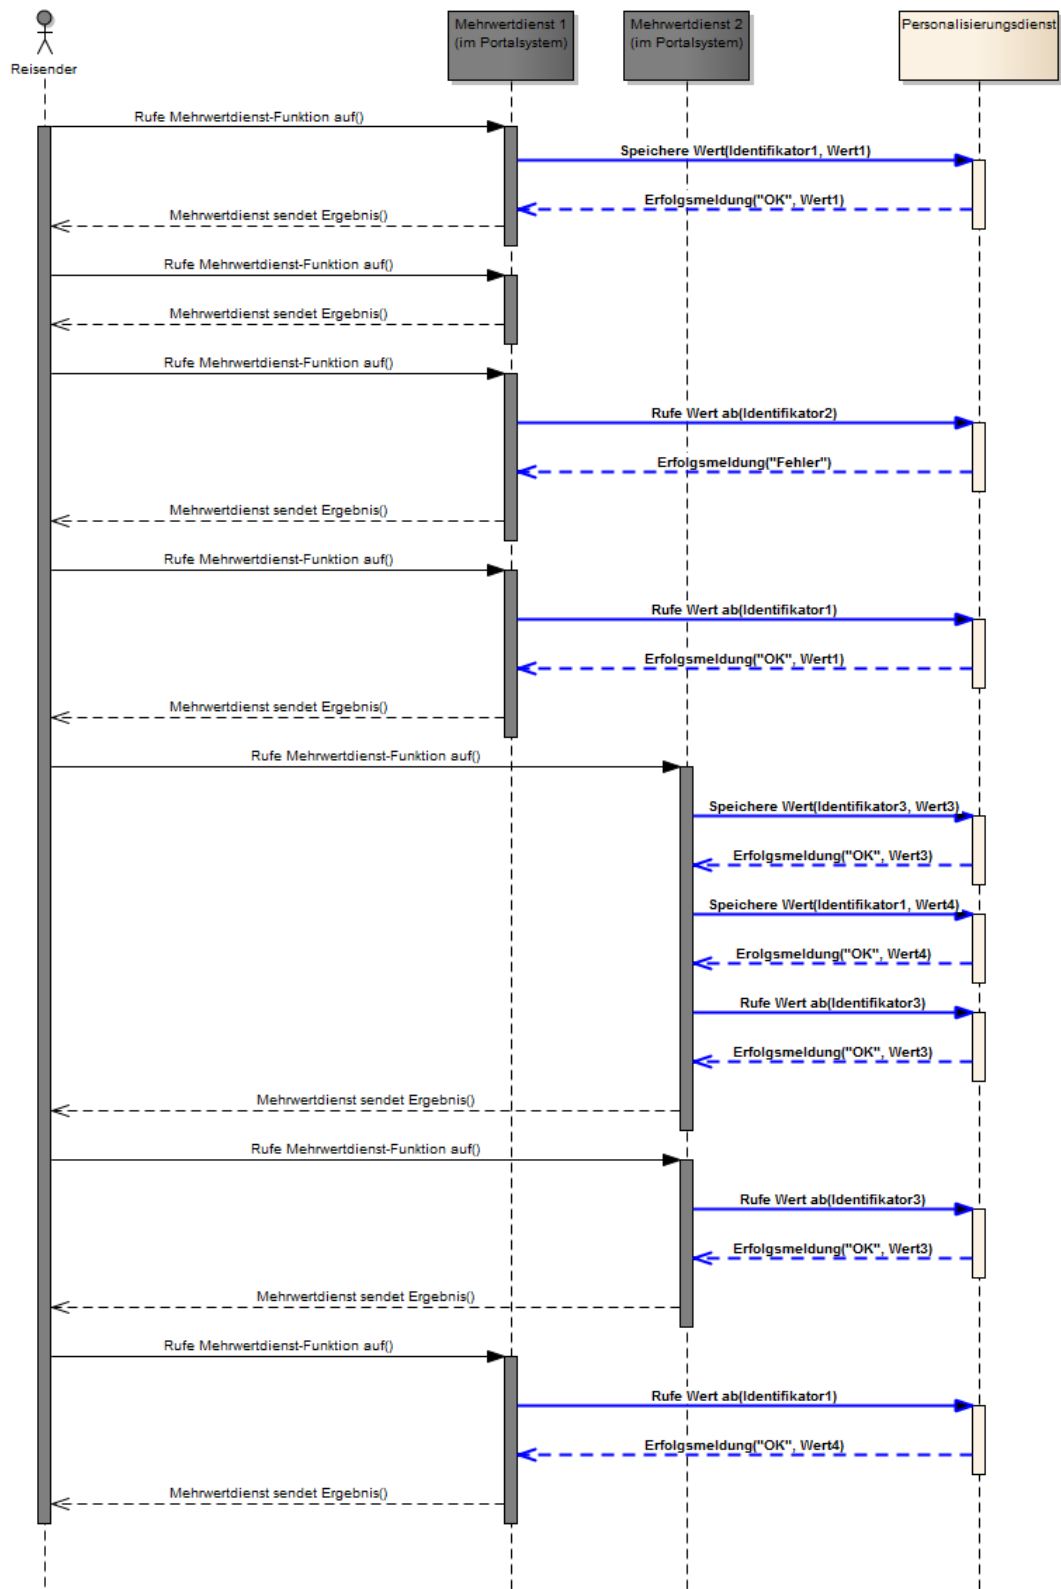 Reisender
Mehrwertdienst 1
(im Portalsystem)
Mehrwertdienst 2
(im Portalsystem)
Personalisierungsdienst
Rufe Mehrwertdienst-Funktion auf()
Speichere Wert(Identifikator1, Wert1)
Erfolgsmeldung("OK", Wert1)
Mehrwertdienst sendet Ergebnis()
Rufe Mehrwertdienst-Funktion auf()
Mehrwertdienst sendet Ergebnis()
Rufe Mehrwertdienst-Funktion auf()
Rufe Wert ab(Identifikator2)
Erfolgsmeldung("Fehler")
Mehrwertdienst sendet Ergebnis()
Rufe Mehrwertdienst-Funktion auf()
Rufe Wert ab(Identifikator1)
Erfolgsmeldung("OK", Wert1)
Mehrwertdienst sendet Ergebnis()
Rufe Mehrwertdienst-Funktion auf()
Speichere Wert(Identifikator3, Wert3)
Erfolgsmeldung("OK", Wert3)
Speichere Wert(Identifikator1, Wert4)
Erolgsmeldung("OK", Wert4)
Rufe Wert ab(Identifikator3)
Erfolgsmeldung("OK", Wert3)
Mehrwertdienst sendet Ergebnis()
Rufe Mehrwertdienst-Funktion auf()
Rufe Wert ab(Identifikator3)
Erfolgsmeldung("OK", Wert3)
Mehrwertdienst sendet Ergebnis()
Rufe Mehrwertdienst-Funktion auf()
Rufe Wert ab(Identifikator1)
Erfolgsmeldung("OK", Wert4)
Mehrwertdienst sendet Ergebnis()